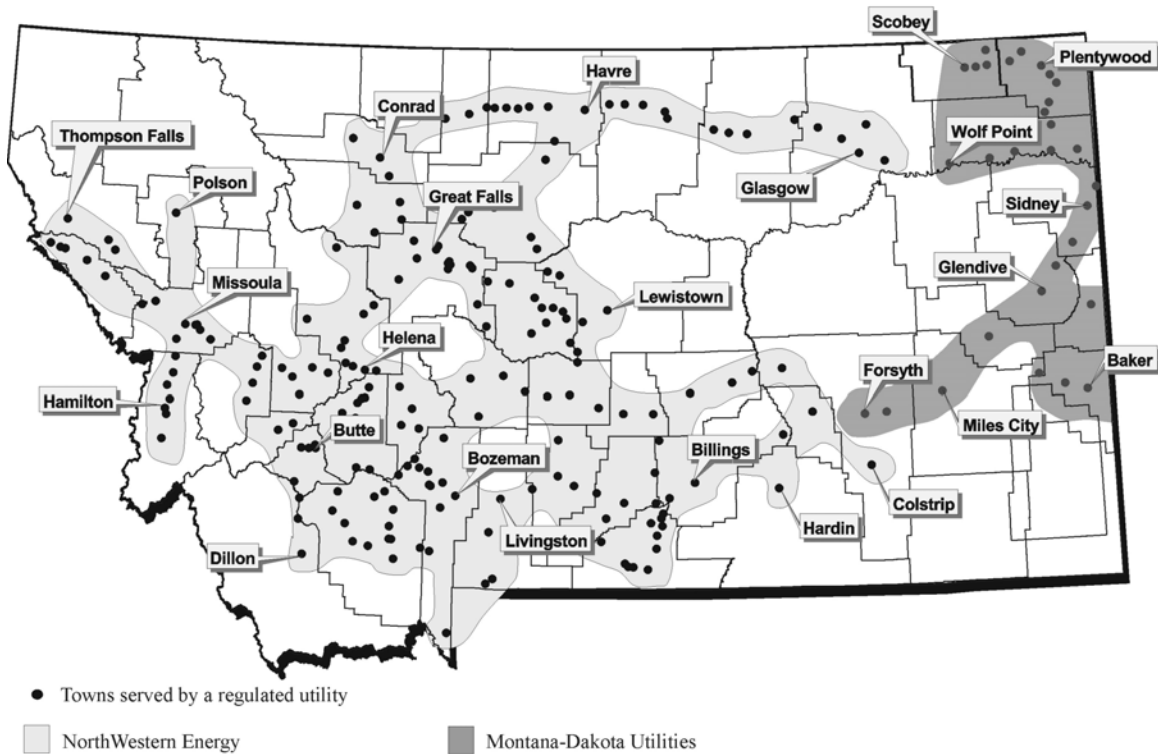 Scobey
Plentywood
Havre
Conrad
Thompson Falls
Wolf Point
Polson
Glasgow
Great Falls
Sidney
Glendive
Missoula
Lewistown
Helena
Forsyth
Baker
Hamilton
Miles City
Butte
Bozeman
Billings
Colstrip
Hardin
Livingston
Dillon
Towns served by a regulated utility
NorthWestern Energy
Montana-Dakota Utilities